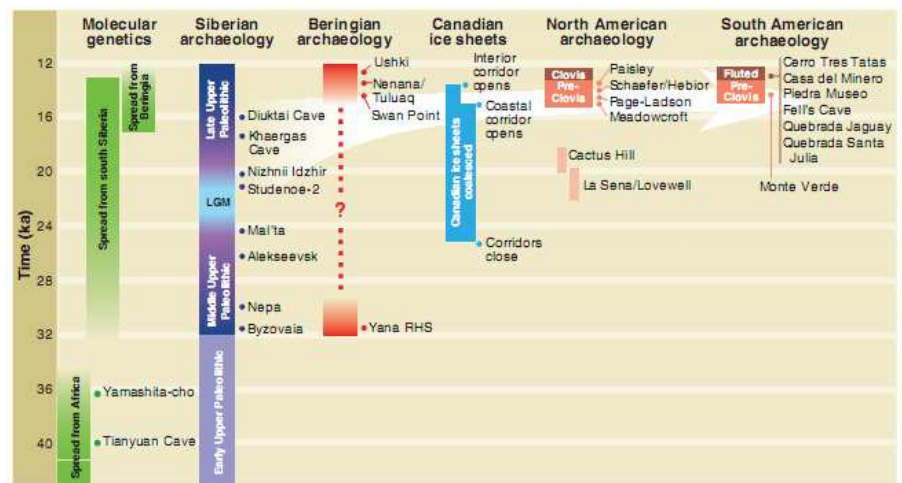 Molecular
genetics
Siberian
archaeology
Beringian
archaeology
Canadian
ice sheets
North American
archaeology
South American
archaeology
Time (ka)
12
16
20
24
28
32
36
40
Spread from Africa
Spread from south Siberia
Spread from
Beringia
Yamashita-cho
Tianyuan Cave
Late Upper
Paleolithic
LGM
Middle Upper
Paleolithic
Early Upper Paleolithic
Diuktai Cave
Khaergas
Cave
Nizhnii Idzhir
Studenoe-2
Mal'ta
Alekseevsk
Nepa
Byzovaia
Ushki
Nenana/
Tuluaq
Swan Point
?
Yana RHS
Interior
corridor
opens
Coastal
corridor
opens
Canadian ice sheets
coalesced
Corridors
close
Clovis
Pre-
Clovis
Paisley
Schaefer/Hebior
Page-Ladson
Meadowcroft
Cactus Hill
La Sena/Lovewell
Fluted
Pre-
Clovis
Cerro Tres Tatas
Casa del Minero
Piedra Museo
Fell's Cave
Quebrada Jaguay
Quebrada Santa
Julia
Monte Verde